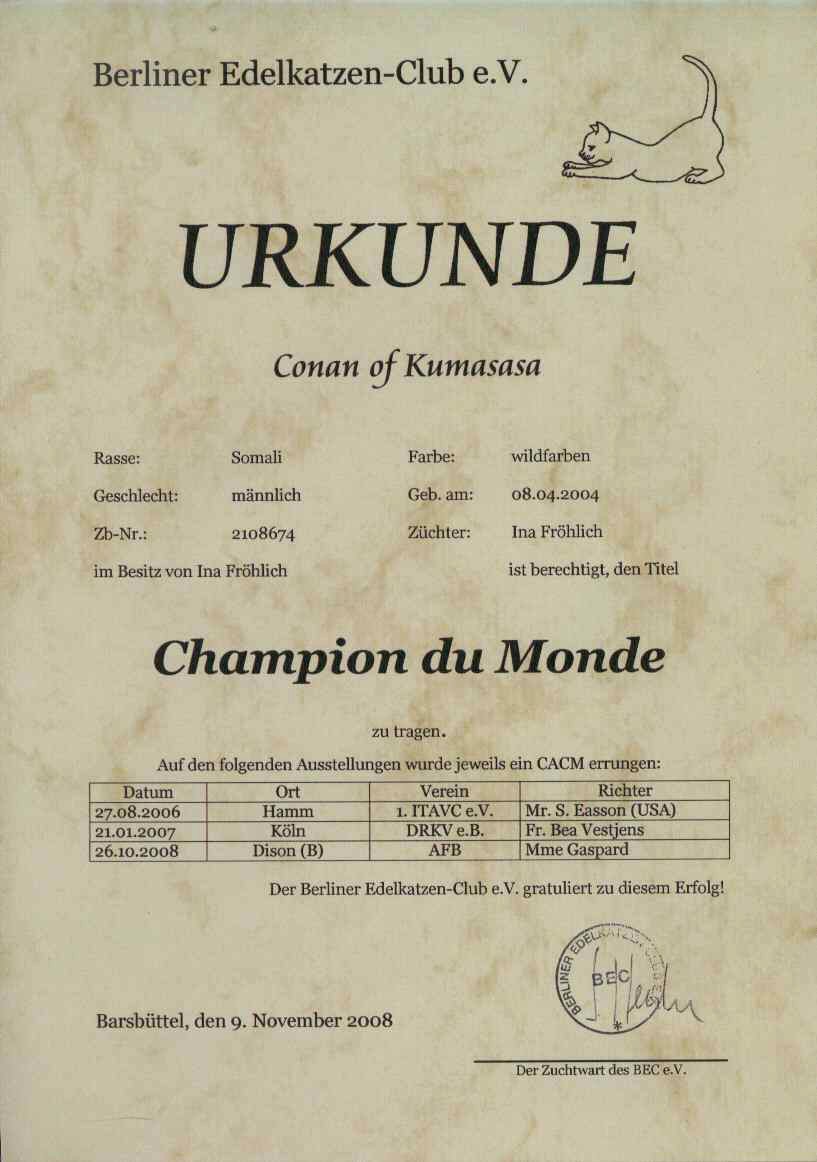 Berliner Edelkatzen-Club e.V.
URKUNDE
Conan of Kumasasa
Rasse: Somali Farbe: wildfarben
Geschlecht: männlich Geb. am: 08.04.2004
Zb-Nr.: 2108674 Züchter: Ina Fröhlich
im Besitz von Ina Fröhlich ist berechtigt, den Titel
Champion du Monde
zu tragen.
Auf den folgenden Ausstellungen wurde jeweils ein CACM errungen:
Datum Ort Verein Richter
27.08.2006 Hamm 1. ITAVC e.V. Mr. S. Easson (USA)
21.01.2007 Köln DRKV e.B. Fr. Bea Vestjens
26.10.2008 Dison (B) AFB Mme Gaspard
Der Berliner Edelkatzen-Club e.V. gratuliert zu diesem Erfolg!
BERLINER EDELKATZEN
BEC
Barsbüttel, den 9. November 2008
Der Zuchtwart des BEC e.V.